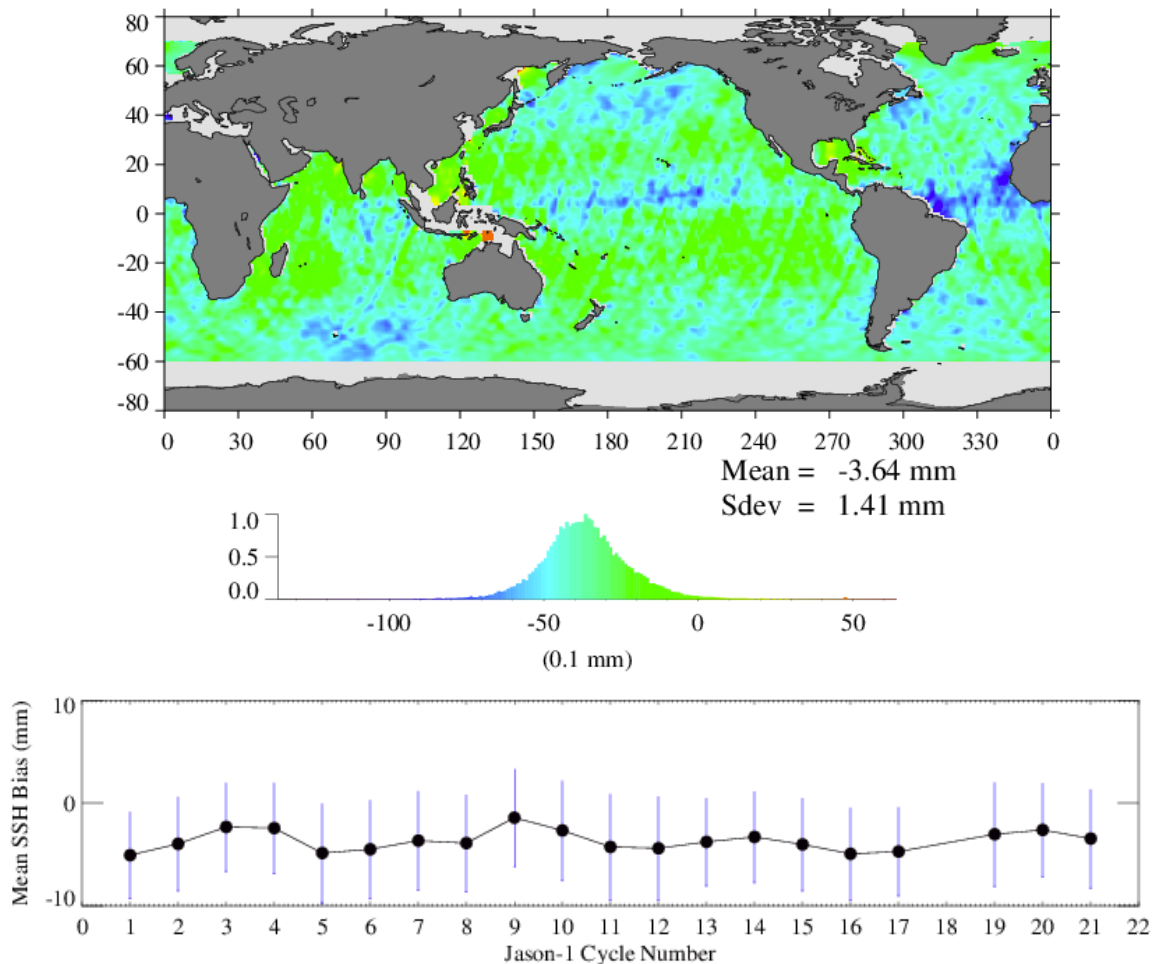 80
60
40
20
0
-20
-40
-60
-80
0 30 60 90 120 150 180 210 240 270 300 330 0
Mean = -3.64 mm
Sdev = 1.41 mm
1.0
0.5
0.0
-100 -50 0 50
(0.1 mm)
Mean SSH Bias (mm)
10
0
-10
0 1 2 3 4 5 6 7 8 9 10 11 12 13 14 15 16 17 18 19 20 21 22
Jason-1 Cycle Number